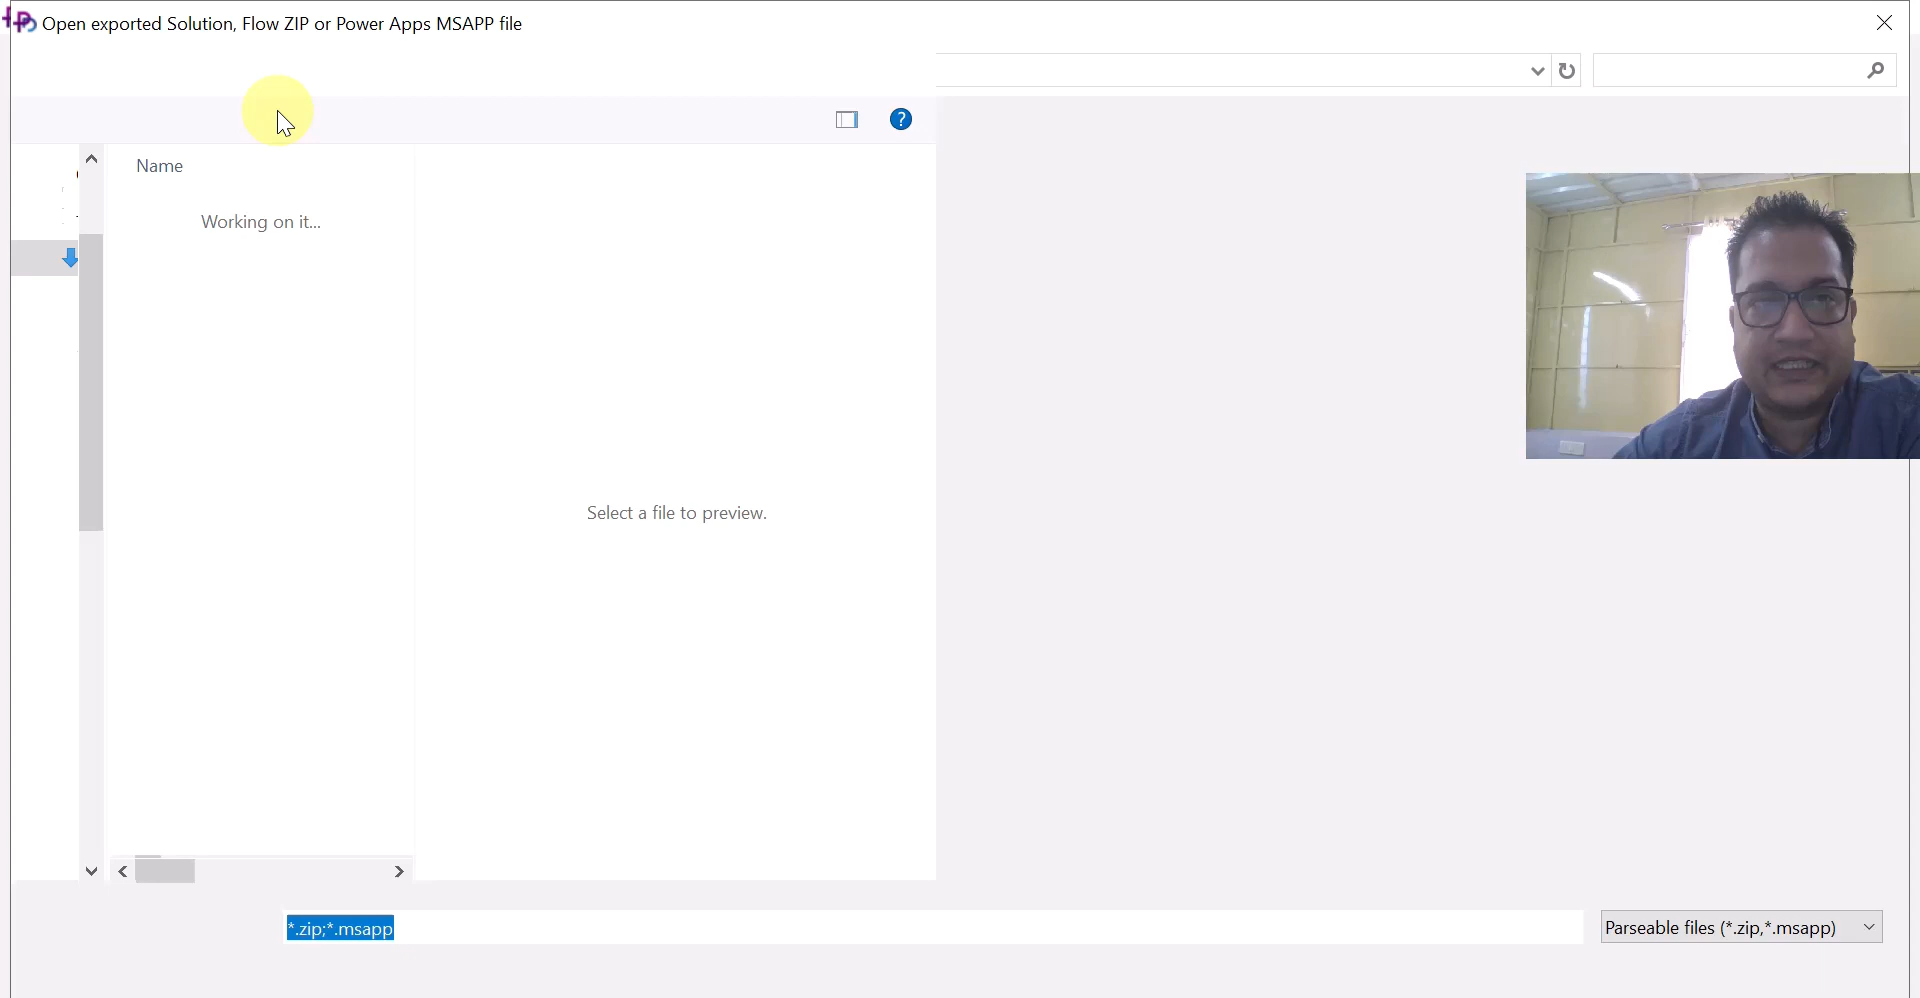 Open exported Solution, Flow ZIP or Power Apps MSAPP file
?
Name
Working on it...
Select a file to preview.
*.zip;*.msapp
Parseable files (*.zip,*.msapp)